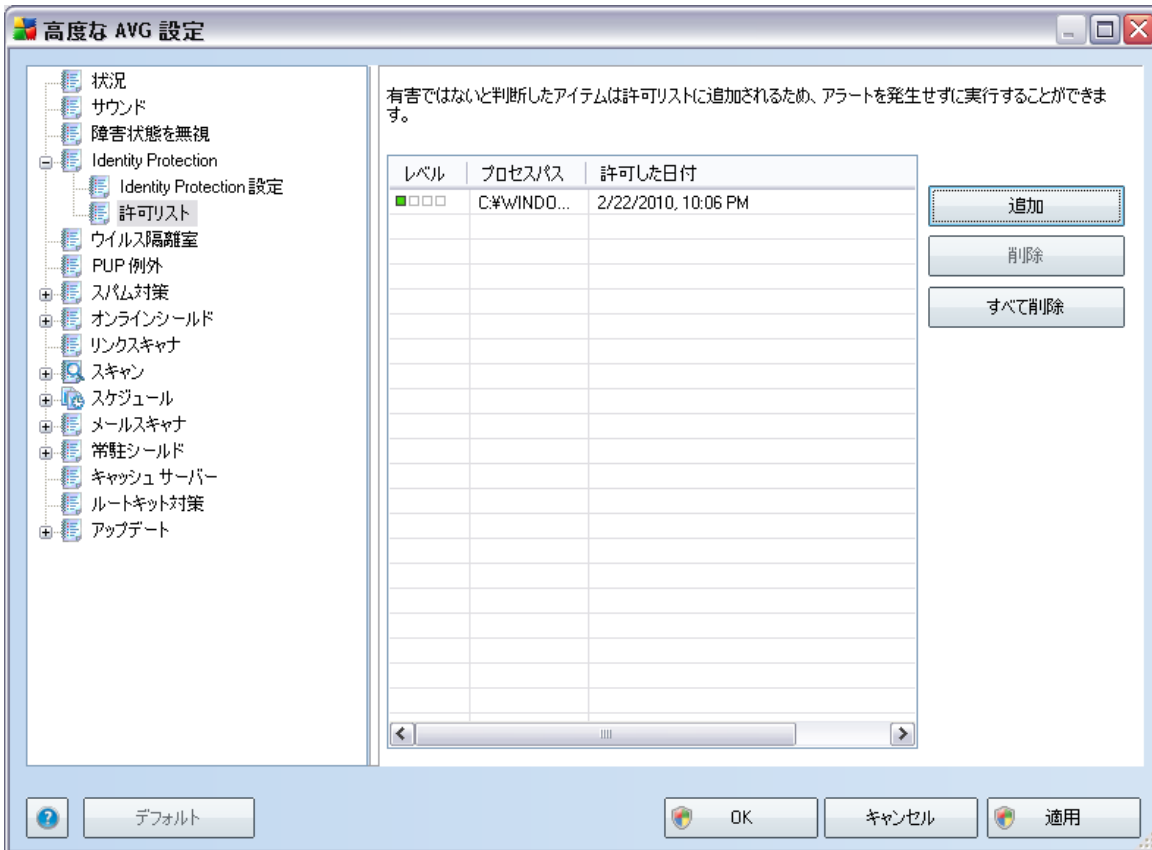 高度な AVG 設定
状況
サウンド
障害状態を無視
Identity Protection
Identity Protection 設定
許可リスト
ウイルス隔離室
PUP 例外
スパム対策
オンラインシールド
リンクスキャナ
スキャン
スケジュール
メールスキャナ
常駐シールド
キャッシュ サーバー
ルートキット対策
アップデート
有害ではないと判断したアイテムは許可リストに追加されるため、アラートを発生せずに実行することができま
す。
レベル プロセスパス 許可した日付
C:¥WINDO... 2/22/2010, 10:06 PM
追加
削除
すべて削除
デフォルト
OK
キャンセル
適用